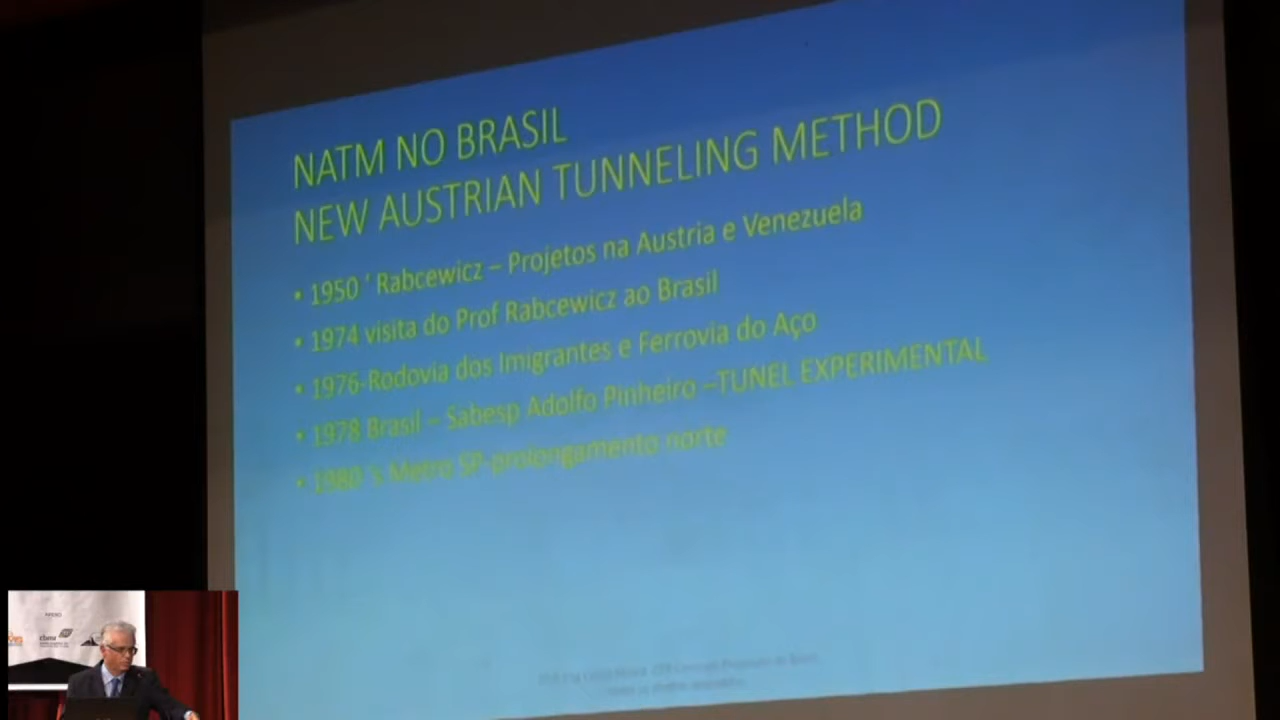 NATM NO BRASIL
NEW AUSTRIAN TUNNELING METHOD
• 1950 ' Rabcewicz – Projetos na Austria e Venezuela
• 1974 visita do Prof Rabcewicz ao Brasil
• 1976-Rodovia dos Imigrantes e Ferrovia do Aço
• 1978 Brasil – Sabesp Adolfo Pinheiro –TUNEL EXPERIMENTAL
• 1980 's Metro SP-prolongamento norte
APOIO
cbmr